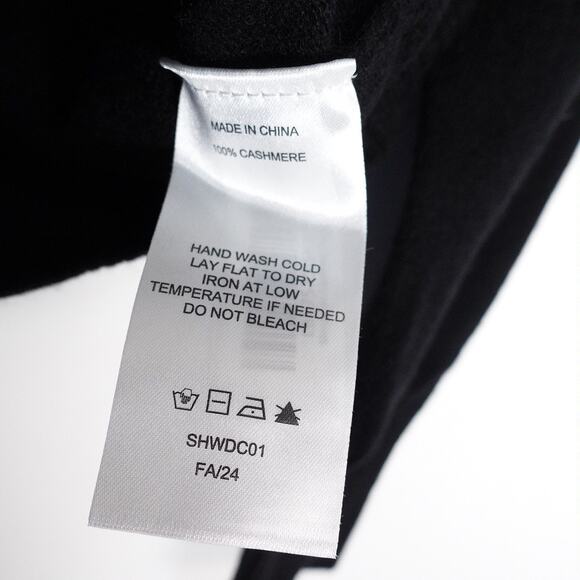 MADE IN CHINA
100% CASHMERE
HAND WASH COLD
LAY FLAT TO DRY
IRON AT LOW
TEMPERATURE IF NEEDED
DO NOT BLEACH
SHWDC01
FA/24